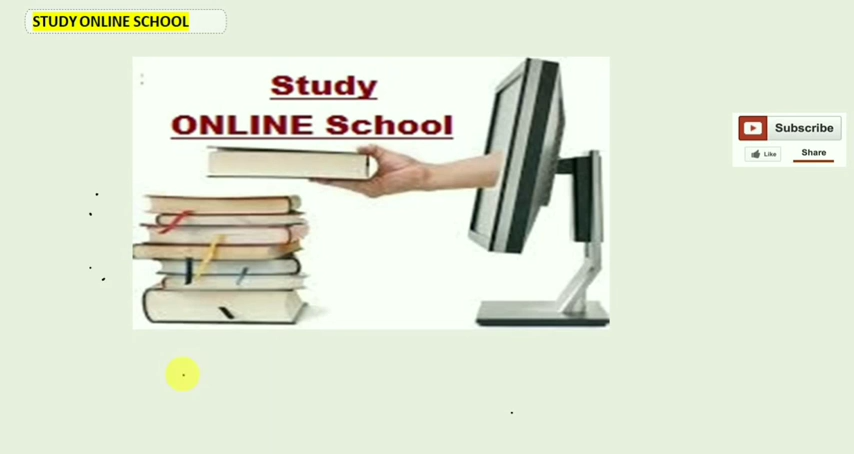 STUDY ONLINE SCHOOL
Study
ONLINE School
Subscribe
Like
Share